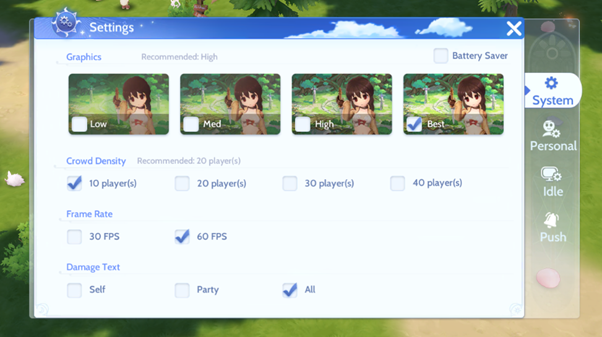 Settings
Graphics Recommended: High Battery Saver
Low Med High Best
Crowd Density Recommended: 20 player(s)
10 player(s) 20 player(s) 30 player(s) 40 player(s)
Frame Rate
30 FPS 60 FPS
Damage Text
Self Party All
System
Personal
Idle
Push